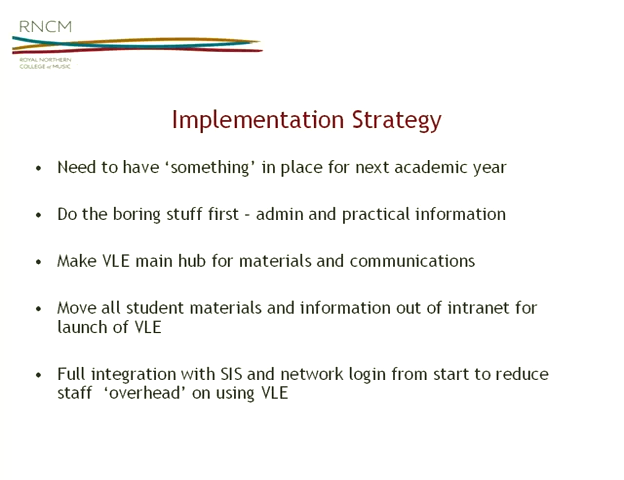 RNCM
ROYAL NORTHERN
COLLEGE of MUSIC
Implementation Strategy
• Need to have ‘something’ in place for next academic year
• Do the boring stuff first – admin and practical information
• Make VLE main hub for materials and communications
• Move all student materials and information out of intranet for
launch of VLE
• Full integration with SIS and network login from start to reduce
staff ‘overhead’ on using VLE